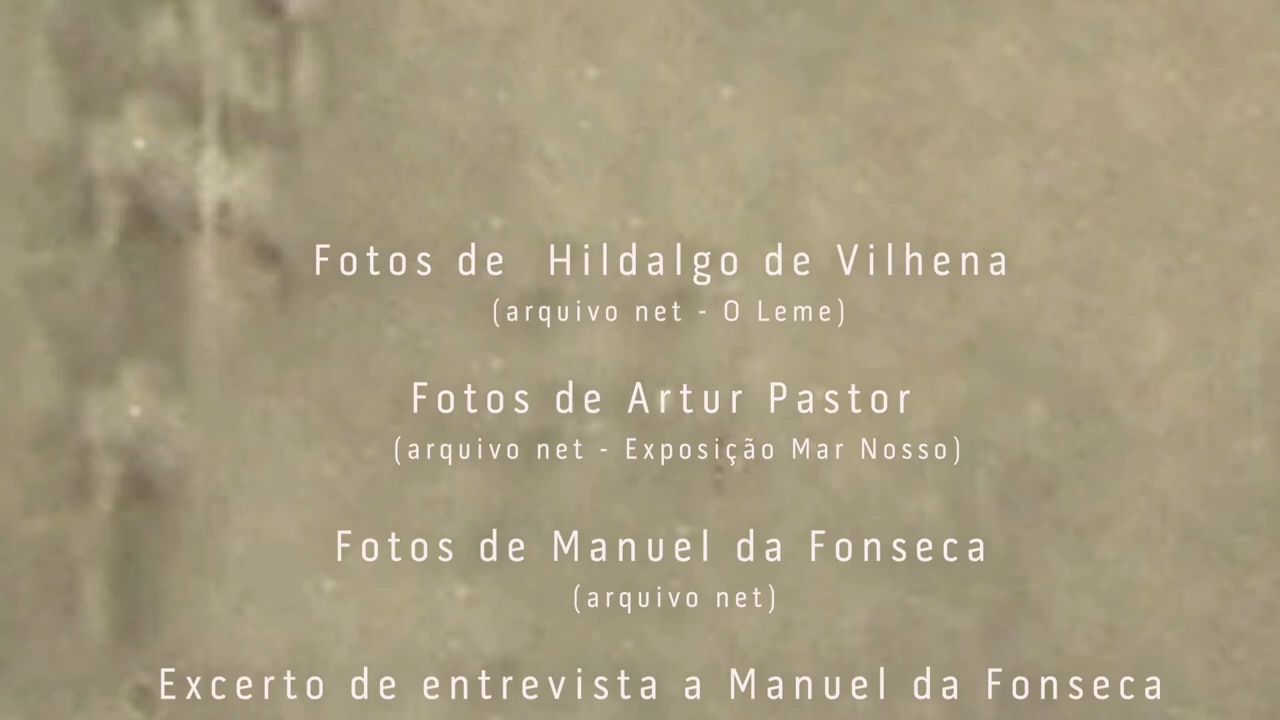 Fotos de Hildalgo de Vilhena
(arquivo net - O Leme)
Fotos de Artur Pastor
(arquivo net - Exposição Mar Nosso)
Fotos de Manuel da Fonseca
(arquivo net)
Excerto de entrevista a Manuel da Fonseca